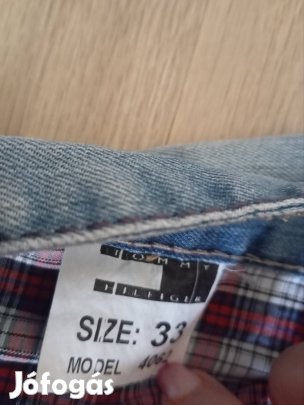 TOMMY
HILFIGER
SIZE: 33
MODEL
Jófogás